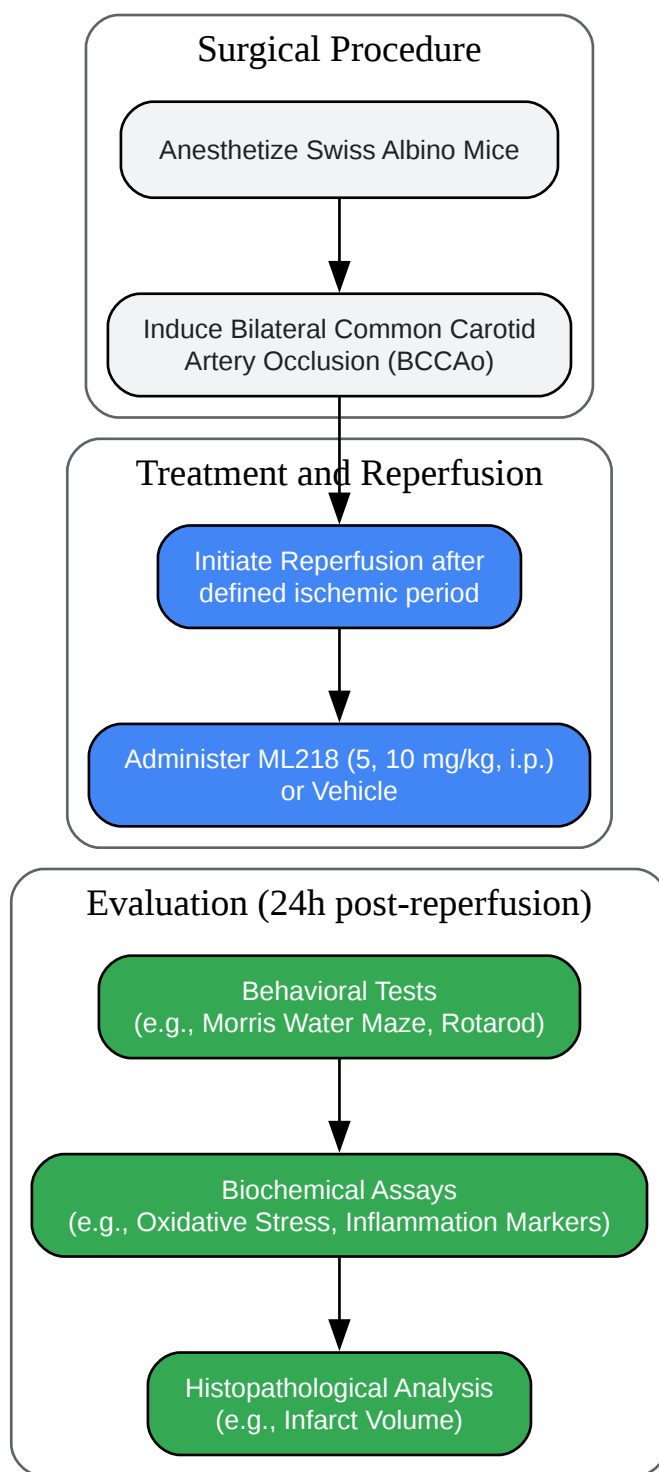 Surgical Procedure
Anesthetize Swiss Albino Mice
Induce Bilateral Common Carotid
Artery Occlusion (BCCAo)
Treatment and Reperfusion
Initiate Reperfusion after
defined ischemic period
Administer ML218 (5, 10 mg/kg, i.p.)
or Vehicle
Evaluation (24h post-reperfusion)
Behavioral Tests
(e.g., Morris Water Maze, Rotarod)
Biochemical Assays
(e.g., Oxidative Stress, Inflammation Markers)
Histopathological Analysis
(e.g., Infarct Volume)